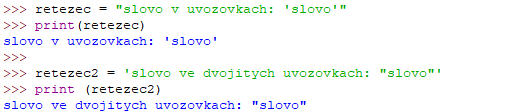 >>> retezec = "slovo v uvozovkach: 'slovo'"
>>> print(retezec)
slovo v uvozovkach: 'slovo'
>>>
>>> retezec2 = 'slovo ve dvojitych uvozovkach: "slovo"'
>>> print (retezec2)
slovo ve dvojitych uvozovkach: "slovo"